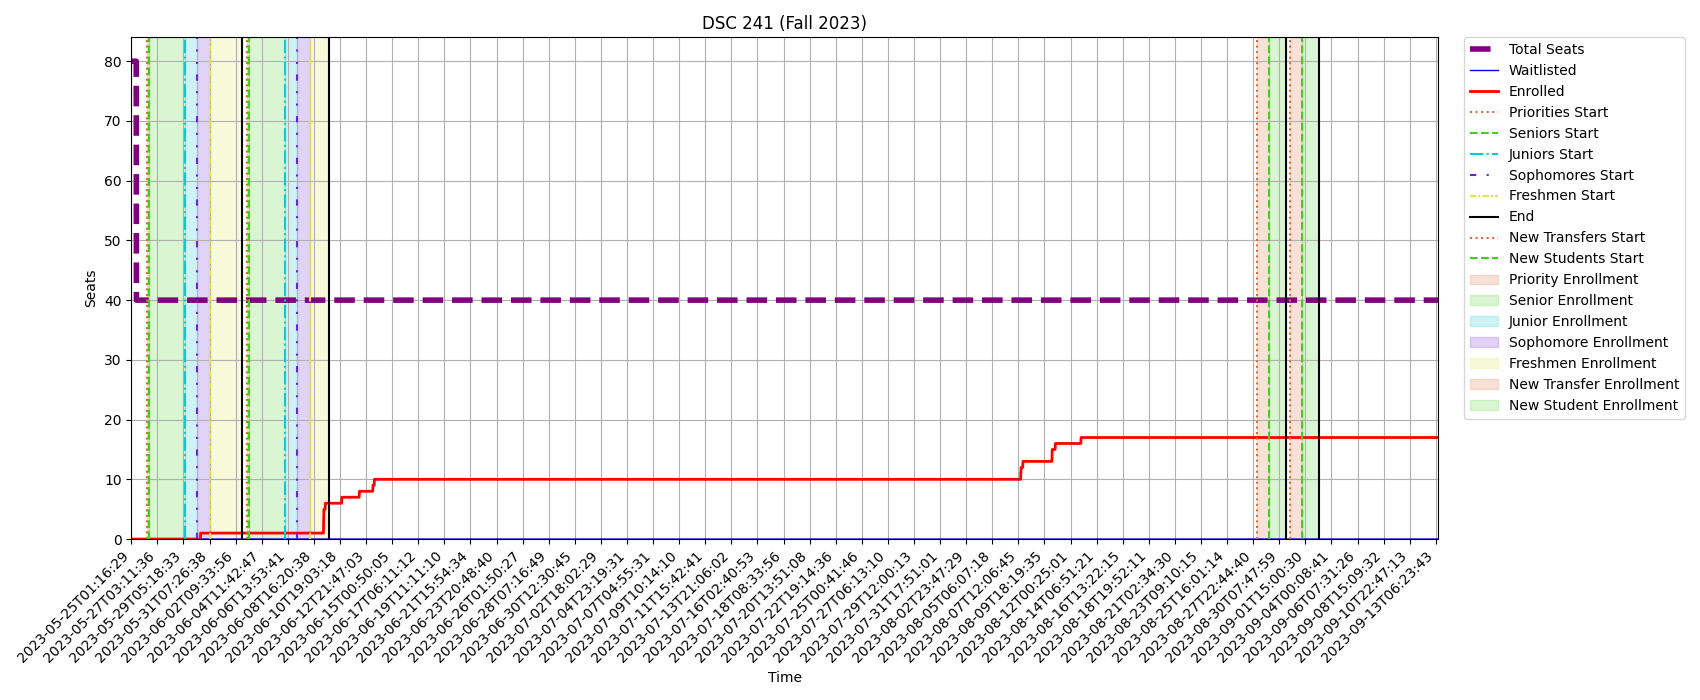 DSC 241 (Fall 2023)
Seats
80
70
60
50
40
30
20
10
0
2023-05-25T01:16:29
2023-05-27T03:11:36
2023-05-29T05:18:33
2023-05-31T07:26:38
2023-06-02T09:33:56
2023-06-04T11:42:47
2023-06-06T13:53:41
2023-06-08T16:20:38
2023-06-10T19:03:18
2023-06-12T21:47:03
2023-06-15T00:50:05
2023-06-17T06:11:12
2023-06-19T11:11:10
2023-06-21T15:54:34
2023-06-23T20:48:40
2023-06-26T01:50:27
2023-06-28T07:16:49
2023-06-30T12:30:45
2023-07-02T18:02:29
2023-07-04T23:19:31
2023-07-07T04:55:31
2023-07-09T10:14:10
2023-07-11T15:42:41
2023-07-13T21:06:02
2023-07-16T02:40:53
2023-07-18T08:33:56
2023-07-20T13:51:08
2023-07-22T19:14:36
2023-07-25T00:41:46
2023-07-27T06:13:10
2023-07-29T12:00:13
2023-07-31T17:51:01
2023-08-02T23:47:29
2023-08-05T06:07:18
2023-08-07T12:06:45
2023-08-09T18:19:35
2023-08-12T00:25:01
2023-08-14T06:51:21
2023-08-16T13:22:15
2023-08-18T19:52:11
2023-08-21T02:34:30
2023-08-23T09:10:15
2023-08-25T16:01:14
2023-08-27T22:44:40
2023-08-30T07:47:59
2023-09-01T15:00:30
2023-09-04T00:08:41
2023-09-06T07:31:26
2023-09-08T15:09:32
2023-09-10T22:47:13
2023-09-13T06:23:43
Time
Total Seats
Waitlisted
Enrolled
Priorities Start
Seniors Start
Juniors Start
Sophomores Start
Freshmen Start
End
New Transfers Start
New Students Start
Priority Enrollment
Senior Enrollment
Junior Enrollment
Sophomore Enrollment
Freshmen Enrollment
New Transfer Enrollment
New Student Enrollment